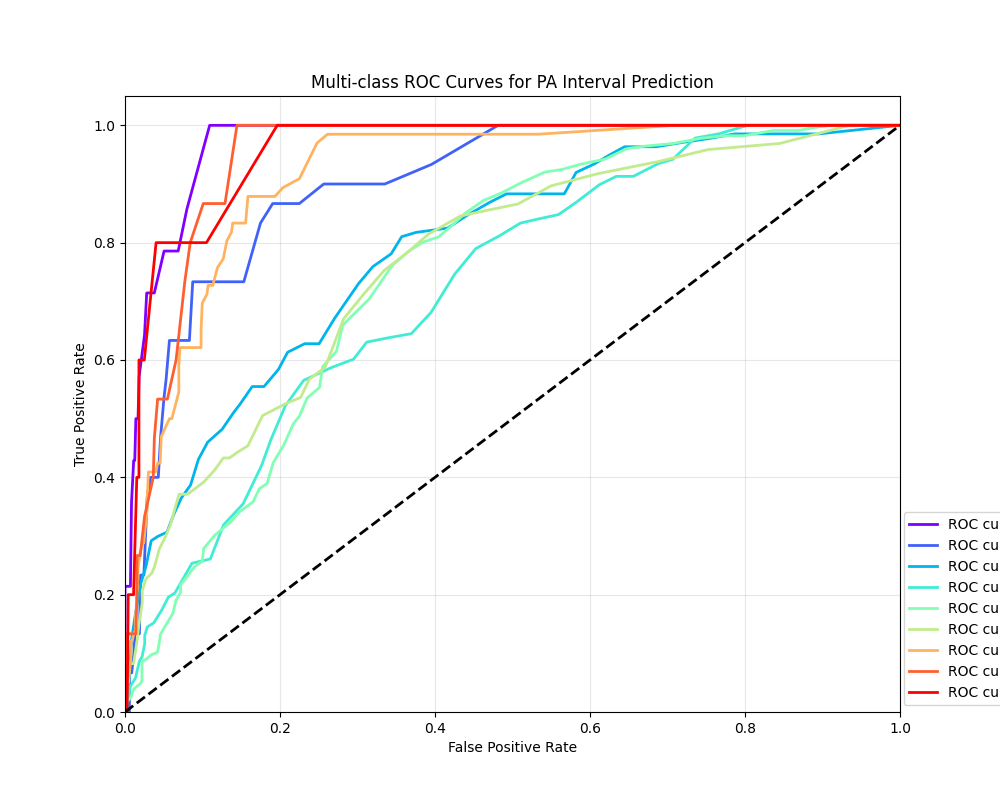 Multi-class ROC Curves for PA Interval Prediction
True Positive Rate
1.0
0.8
0.6
0.4
0.2
0.0
0.0 0.2 0.4 0.6 0.8 1.0
False Positive Rate
ROC cu
ROC cu
ROC cu
ROC cu
ROC cu
ROC cu
ROC cu
ROC cu
ROC cu